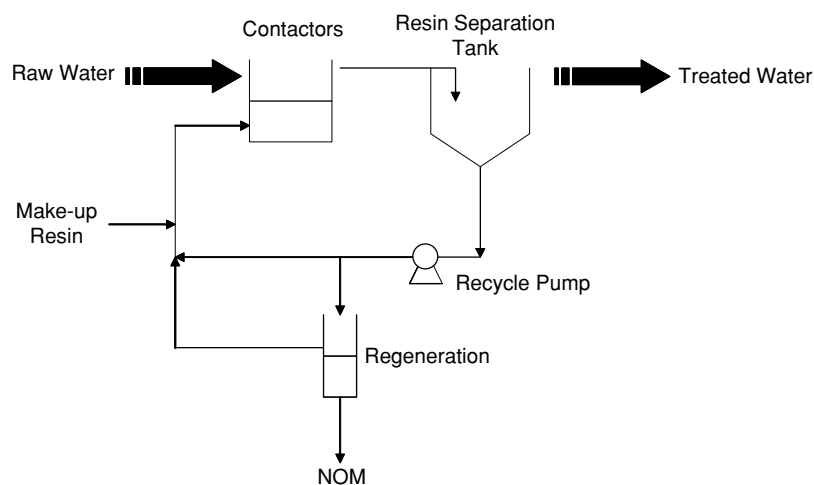 Contactors
Resin Separation
Tank
Raw Water
Treated Water
Make-up
Resin
Recycle Pump
Regeneration
NOM